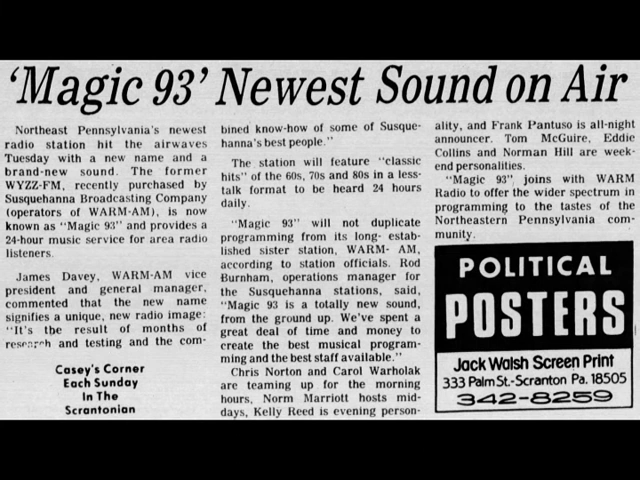 'Magic 93' Newest Sound on Air
Northeast Pennsylvania's newest
radio station hit the airwaves
Tuesday with a new name and a
brand-new sound. The former
WYZZ-FM, recently purchased by
Susquehanna Broadcasting Company
(operators of WARM-AM), is now
known as "Magic 93" and provides a
24-hour music service for area radio
listeners.
James Davey, WARM-AM vice
president and general manager,
commented that the new name
signifies a unique, new radio image:
"It's the result of months of
research and testing and the com-
Casey's Corner
Each Sunday
In The
Scrantonian
bined know-how of some of Susque-
hanna's best people."
The station will feature "classic
hits" of the 60s, 70s and 80s in a less-
talk format to be heard 24 hours
daily.
"Magic 93" will not duplicate
programming from its long- estab-
lished sister station, WARM- AM,
according to station officials. Rod
Burnham, operations manager for
the Susquehanna stations, said,
"Magic 93 is a totally new sound,
from the ground up. We've spent a
great deal of time and money to
create the best musical program-
ming and the best staff available."
Chris Norton and Carol Warholak
are teaming up for the morning
hours, Norm Marriott hosts mid-
days, Kelly Reed is evening person-
ality, and Frank Pantuso is all-night
announcer. Tom McGuire, Eddie
Collins and Norman Hill are week-
end personalities.
"Magic 93" joins with WARM
Radio to offer the wider spectrum in
programming to the tastes of the
Northeastern Pennsylvania com-
munity.
POLITICAL
POSTERS
Jack Walsh Screen Print
333 Palm St.-Scranton Pa. 18505
342-8259